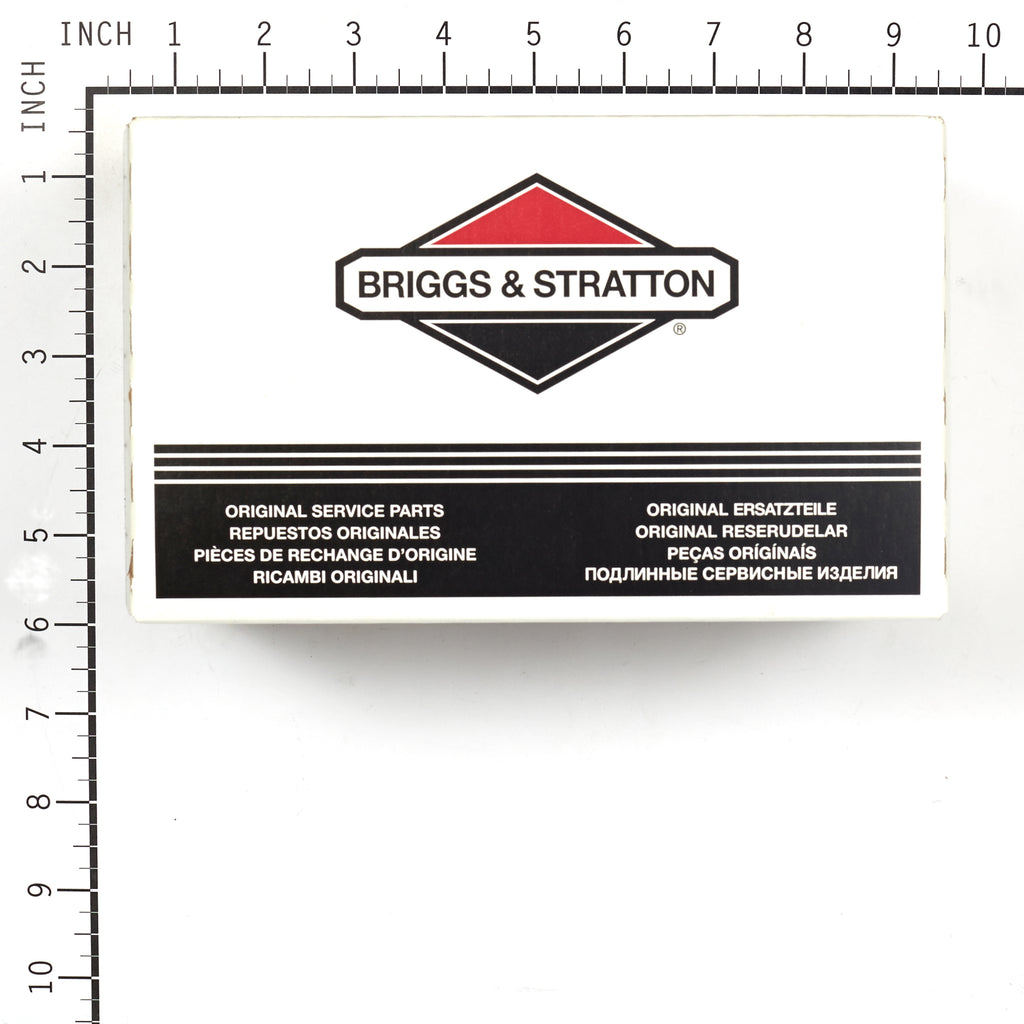 INCH 1 2 3 4 5 6 7 8 9 10
INCH
1
2
3
4
5
6
7
8
9
10
BRIGGS & STRATTON
®
ORIGINAL SERVICE PARTS
REPUESTOS ORIGINALES
PIÈCES DE RECHANGE D'ORIGINE
RICAMBI ORIGINALI
ORIGINAL ERSATZTEILE
ORIGINAL RESERUDELAR
PEÇAS ORÍGÍNAÍS
ПОДЛИННЫЕ СЕРВИСНЫЕ ИЗДЕЛИЯ